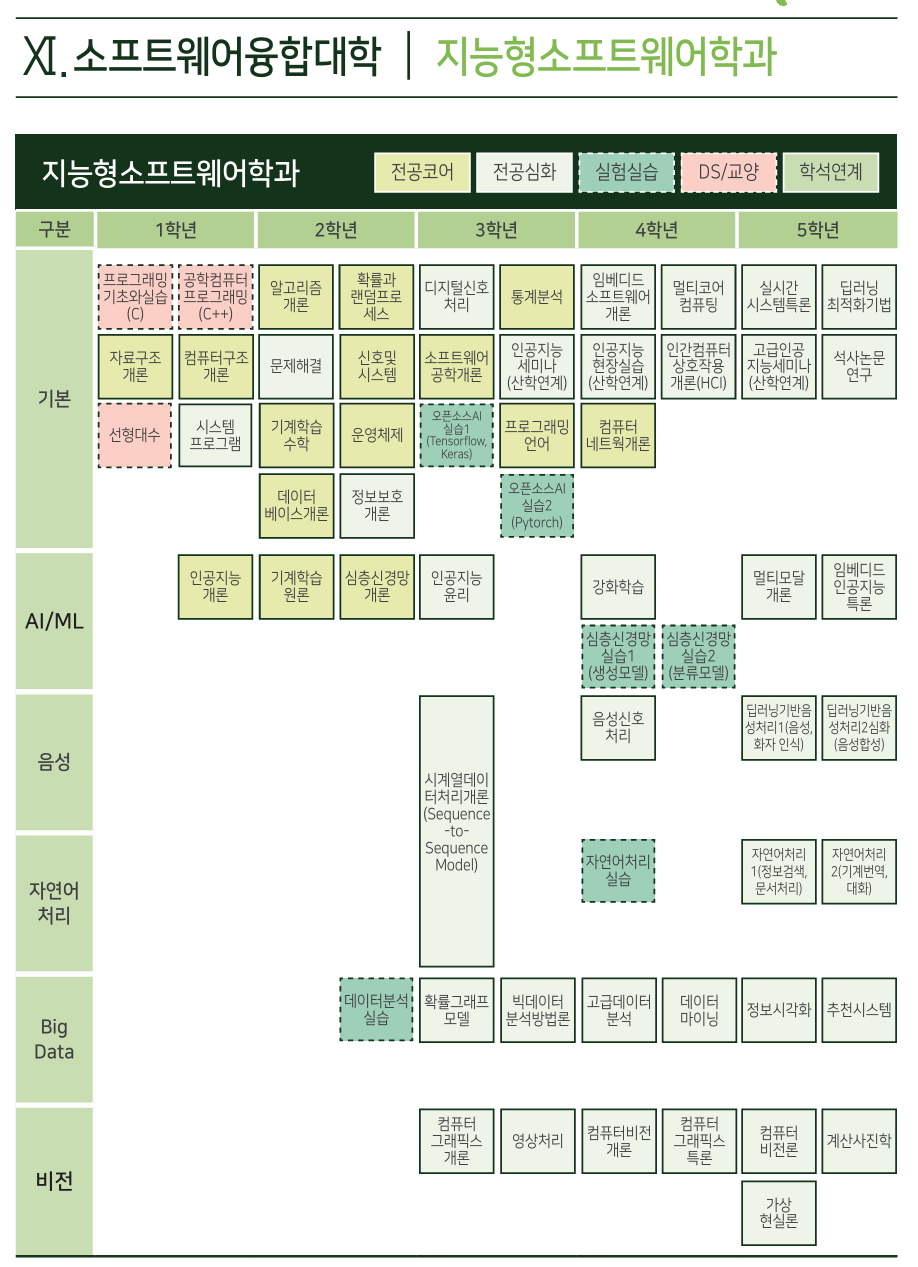 XI. 소프트웨어융합대학 | 지능형소프트웨어학과
지능형소프트웨어학과
전공코어
전공심화
실험실습
DS/교양
학석연계
구분
1학년
2학년
3학년
4학년
5학년
기본
프로그래밍
기초와실습
(C)
공학컴퓨터
프로그래밍
(C++)
알고리즘
개론
확률과
랜덤프로
세스
디지털신호
처리
통계분석
임베디드
소프트웨어
개론
멀티코어
컴퓨팅
실시간
시스템특론
딥러닝
최적화기법
자료구조
개론
컴퓨터구조
개론
문제해결
신호및
시스템
소프트웨어
공학개론
인공지능
세미나
(산학연계)
인공지능
현장실습
(산학연계)
인간컴퓨터
상호작용
개론(HCI)
고급인공
지능세미나
(산학연계)
석사논문
연구
선형대수
시스템
프로그램
기계학습
수학
운영체제
오픈소스AI
실습1
(Tensorflow,
Keras)
프로그래밍
언어
컴퓨터
네트웍개론
데이터
베이스개론
정보보호
개론
오픈소스AI
실습2
(Pytorch)
AI/ML
인공지능
개론
기계학습
원론
심층신경망
개론
인공지능
윤리
강화학습
멀티모달
개론
임베디드
인공지능
특론
심층신경망
실습1
(생성모델)
심층신경망
실습2
(분류모델)
음성
시계열데이
터처리개론
(Sequence
-to-
Sequence
Model)
음성신호
처리
딥러닝기반음
성처리1(음성,
화자 인식)
딥러닝기반음
성처리2심화
(음성합성)
자연어
처리
자연어처리
실습
자연어처리
1(정보검색,
문서처리)
자연어처리
2(기계번역,
대화)
Big
Data
데이터분석
실습
확률그래프
모델
빅데이터
분석방법론
고급데이터
분석
데이터
마이닝
정보시각화
추천시스템
비전
컴퓨터
그래픽스
개론
영상처리
컴퓨터비전
개론
컴퓨터
그래픽스
특론
컴퓨터
비전론
계산사진학
가상
현실론